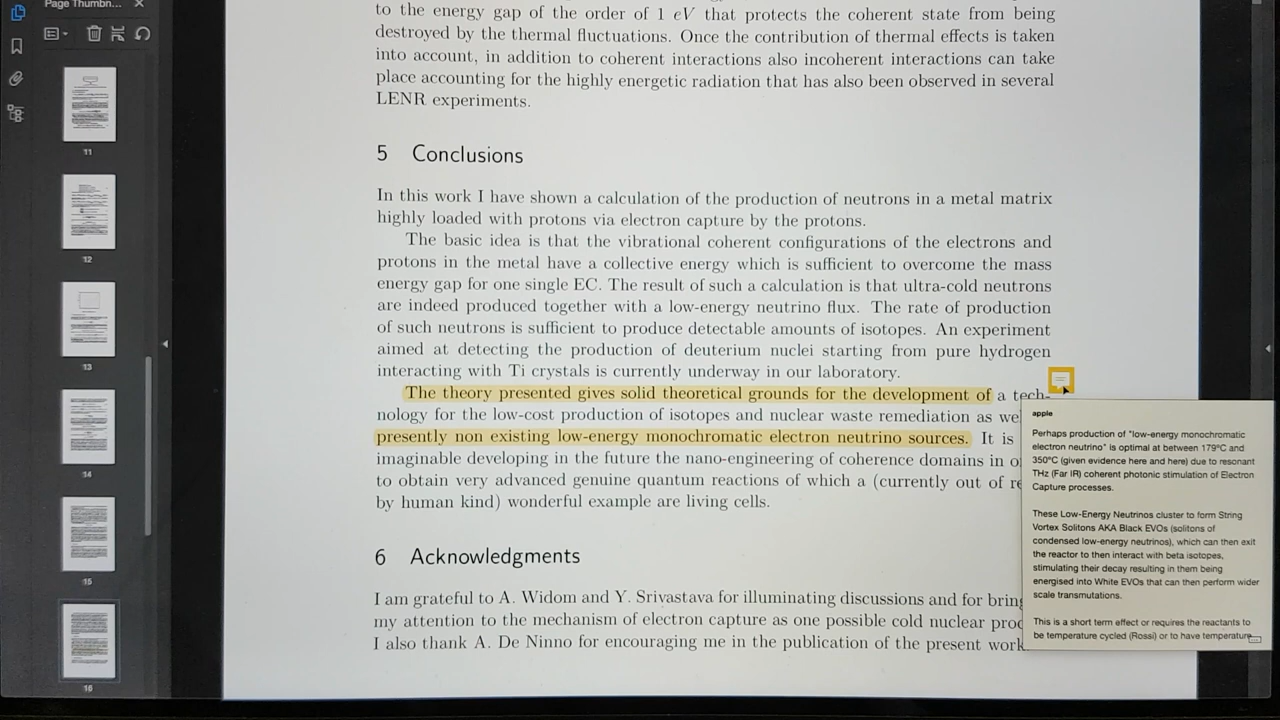 Page Thumbn...
11
12
13
14
15
16
to the energy gap of the order of 1 eV that protects the coherent state from being
destroyed by the thermal fluctuations. Once the contribution of thermal effects is taken
into account, in addition to coherent interactions also incoherent interactions can take
place accounting for the highly energetic radiation that has also been observed in several
LENR experiments.
5 Conclusions
In this work I have shown a calculation of the production of neutrons in a metal matrix
highly loaded with protons via electron capture by the protons.
The basic idea is that the vibrational coherent configurations of the electrons and
protons in the metal have a collective energy which is sufficient to overcome the mass
energy gap for one single EC. The result of such a calculation is that ultra-cold neutrons
are indeed produced together with a low-energy neutrino flux. The rate of production
of such neutrons is sufficient to produce detectable amounts of isotopes. An experiment
aimed at detecting the production of deuterium nuclei starting from pure hydrogen
interacting with Ti crystals is currently underway in our laboratory.
The theory presented gives solid theoretical grounds for the development of a tech-
nology for the low-cost production of isotopes and nuclear waste remediation as we
presently non existing low-energy monochromatic electron neutrino sources. It is
imaginable developing in the future the nano-engineering of coherence domains in o
to obtain very advanced genuine quantum reactions of which a (currently out of re
by human kind) wonderful example are living cells.
6 Acknowledgments
I am grateful to A. Widom and Y. Srivastava for illuminating discussions and for bring
my attention to the mechanism of electron capture as the possible cold nuclear proc
I also thank A. De Ninno for encouraging me in the publication of the present work.
apple
Perhaps production of "low-energy monochromatic
electron neutrino" is optimal at between 179ºC and
350ºC (given evidence here and here) due to resonant
THz (Far IR) coherent photonic stimulation of Electron
Capture processes.
These Low-Energy Neutrinos cluster to form String
Vortex Solitons AKA Black EVOs (solitons of
condensed low-energy neutrinos), which can then exit
the reactor to then interact with beta isotopes,
stimulating their decay resulting in them being
energised into White EVOs that can then perform wider
scale transmutations.
This is a short term effect or requires the reactants to
be temperature cycled (Rossi) or to have temperature